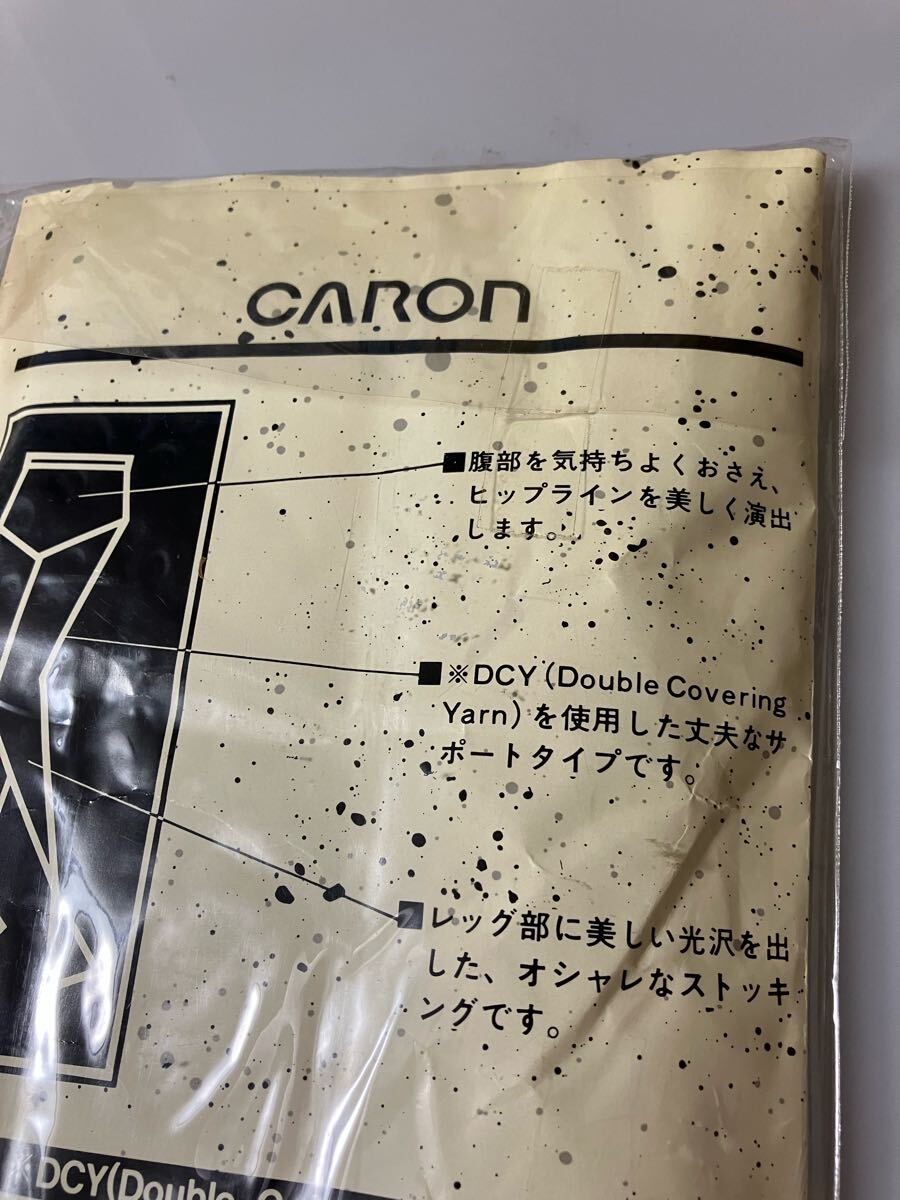 CARON
■腹部を気持ちよくおさえ、
ヒップラインを美しく演出
します。
■※DCY(Double Covering
Yarn)を使用した丈夫なサ
ポートタイプです。
■レッグ部に美しい光沢を出
した、オシャレなストッキ
ングです。
※DCY(Double